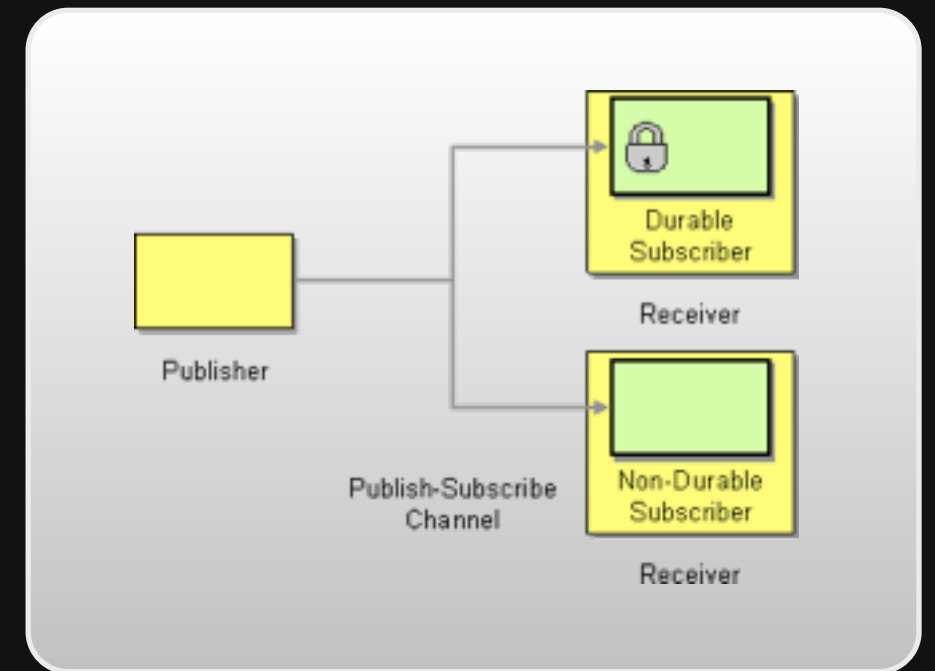 Durable
Subscriber
Receiver
Publisher
Publish-Subscribe
Channel
Non-Durable
Subscriber
Receiver